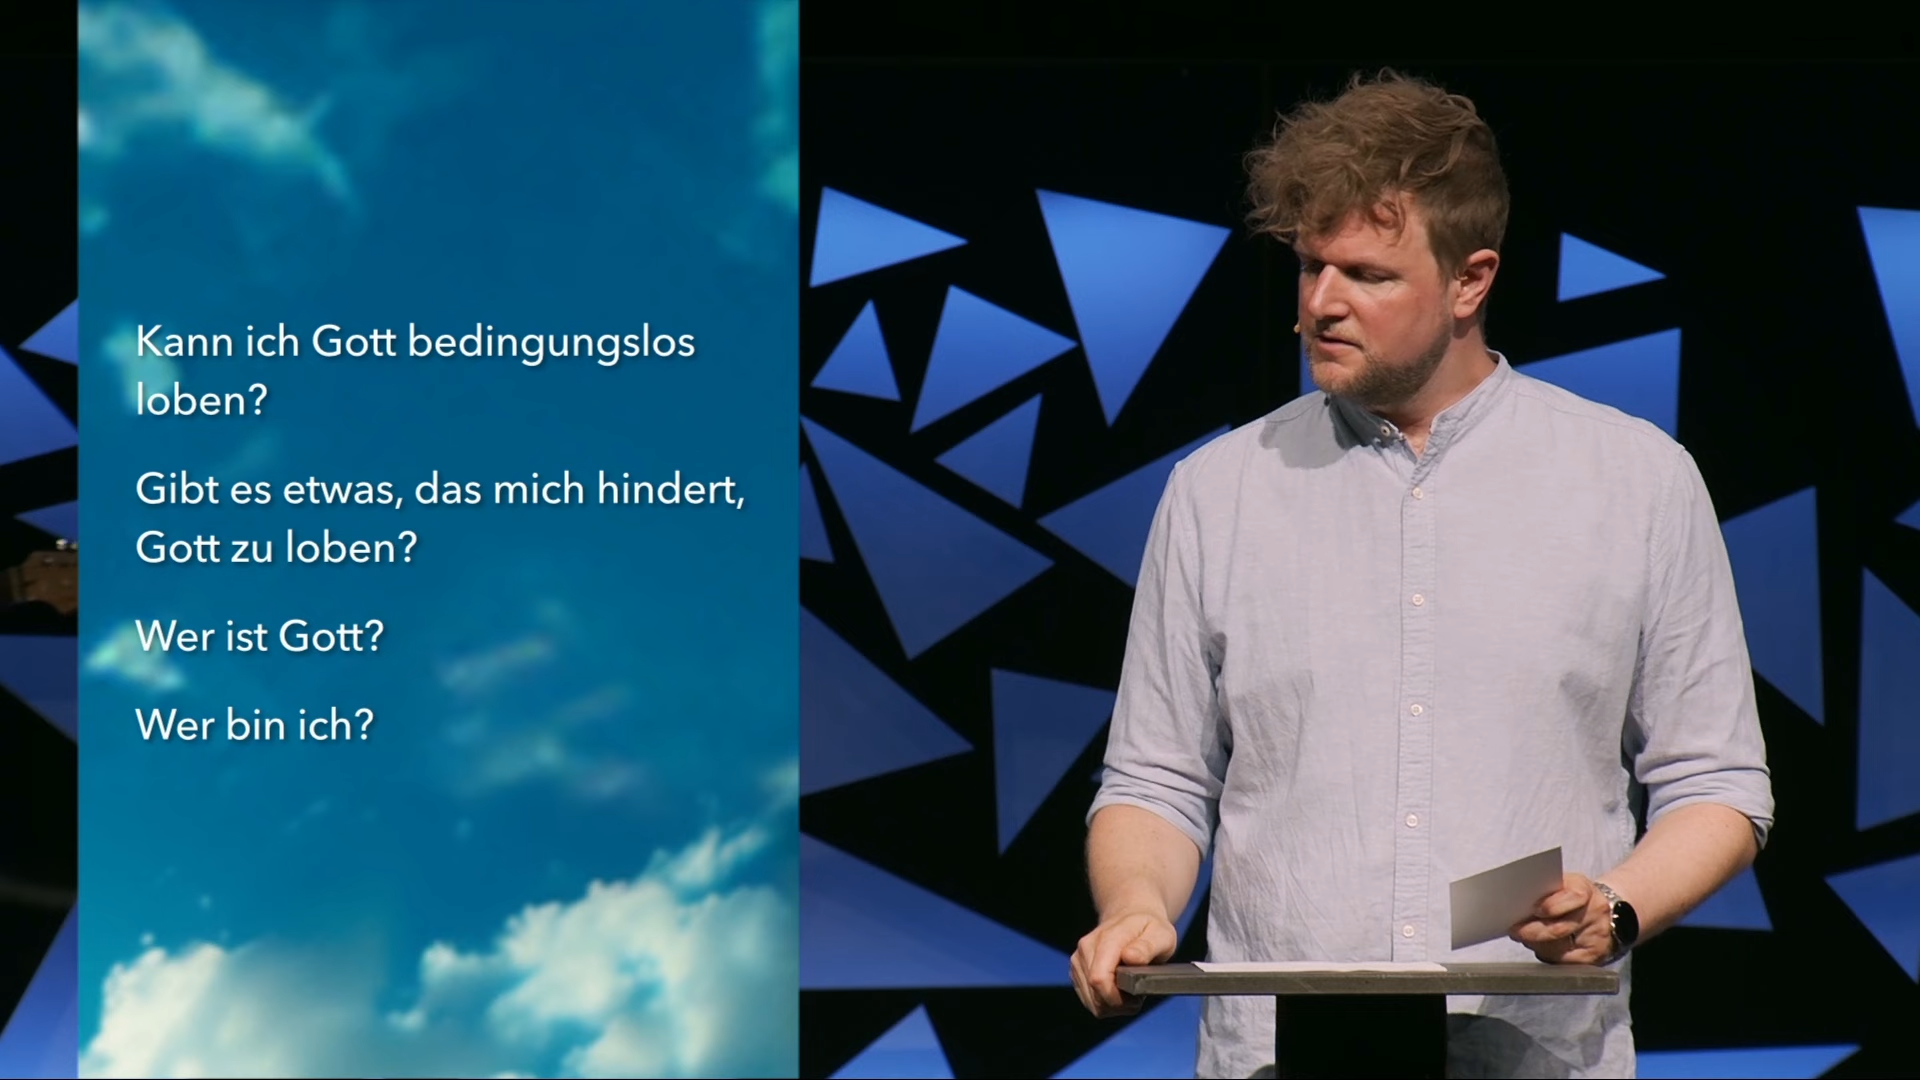 Kann ich Gott bedingungslos
loben?
Gibt es etwas, das mich hindert,
Gott zu loben?
Wer ist Gott?
Wer bin ich?